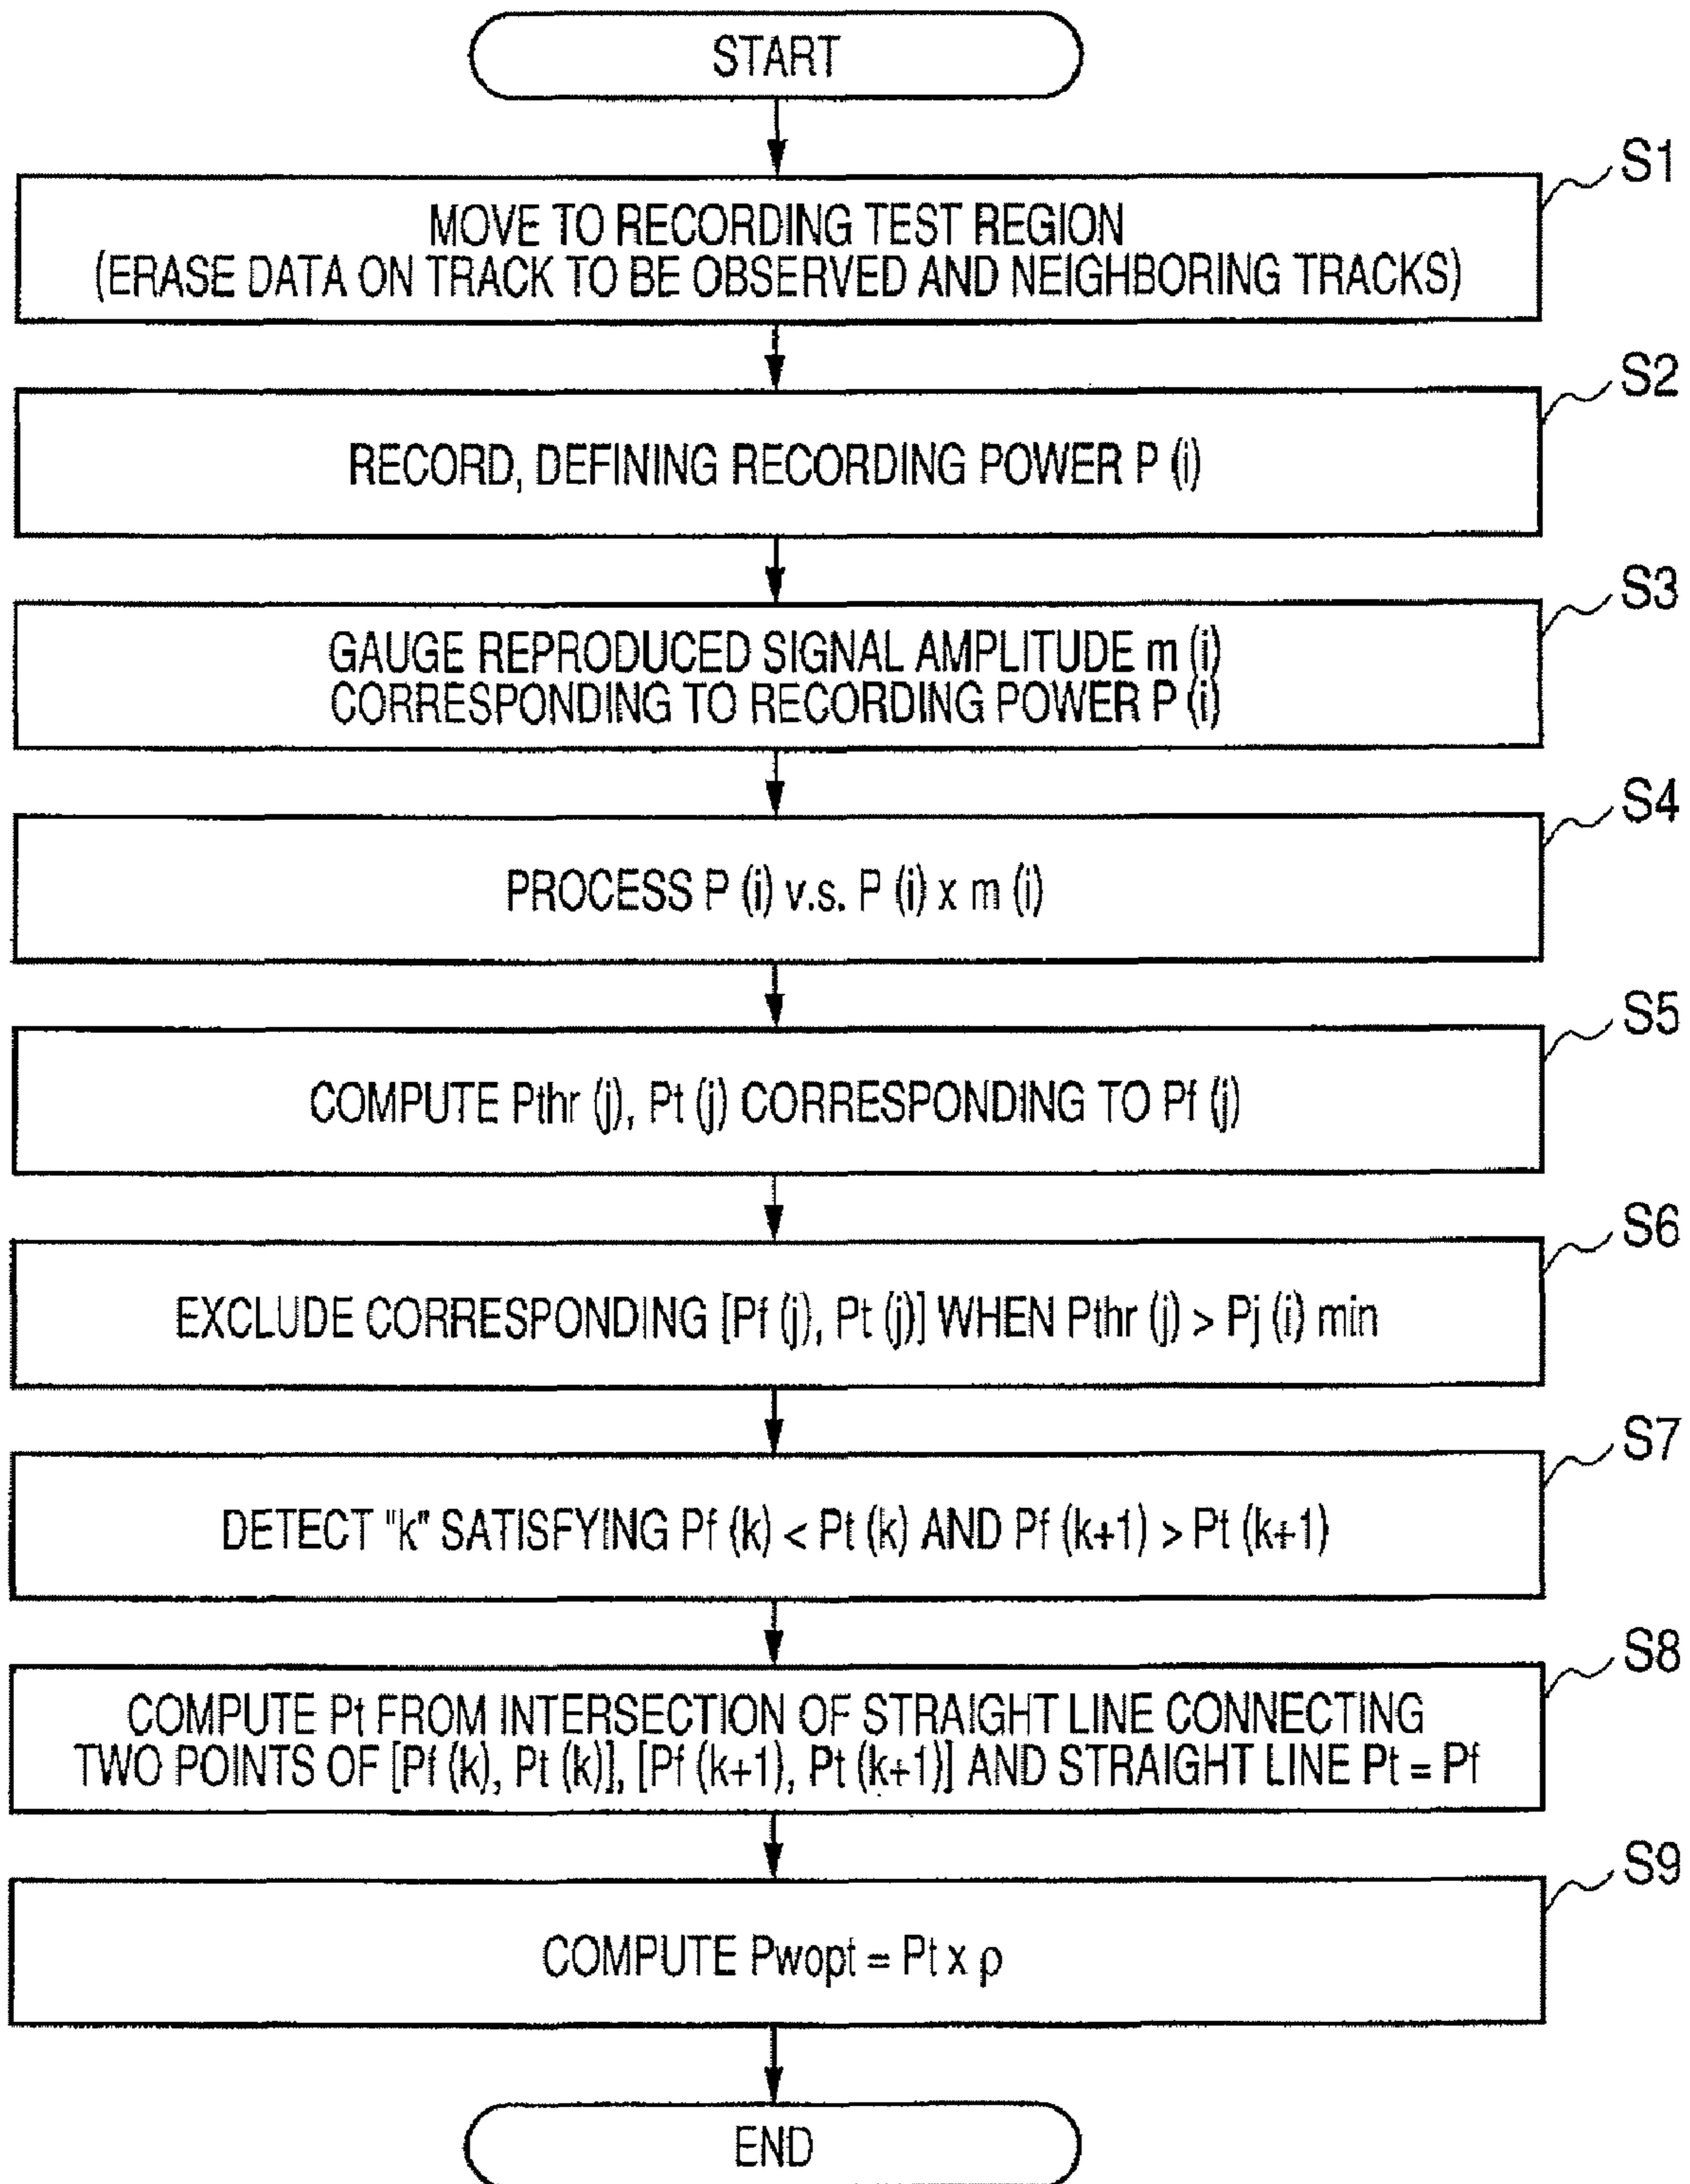 START
S1
MOVE TO RECORDING TEST REGION
(ERASE DATA ON TRACK TO BE OBSERVED AND NEIGHBORING TRACKS)
S2
RECORD, DEFINING RECORDING POWER P (i)
S3
GAUGE REPRODUCED SIGNAL AMPLITUDE m (i)
CORRESPONDING TO RECORDING POWER P (i)
S4
PROCESS P (i) v.s. P (i) x m (i)
S5
COMPUTE Pthr (j), Pt (j) CORRESPONDING TO Pf (j)
S6
EXCLUDE CORRESPONDING [Pf (j), Pt (j)] WHEN Pthr (j) > Pj (i) min
S7
DETECT "k" SATISFYING Pf (k) < Pt (k) AND Pf (k+1) > Pt (k+1)
S8
COMPUTE Pt FROM INTERSECTION OF STRAIGHT LINE CONNECTING
TWO POINTS OF [Pf (k), Pt (k)], [Pf (k+1), Pt (k+1)] AND STRAIGHT LINE Pt = Pf
S9
COMPUTE Pwopt = Pt x ρ
END